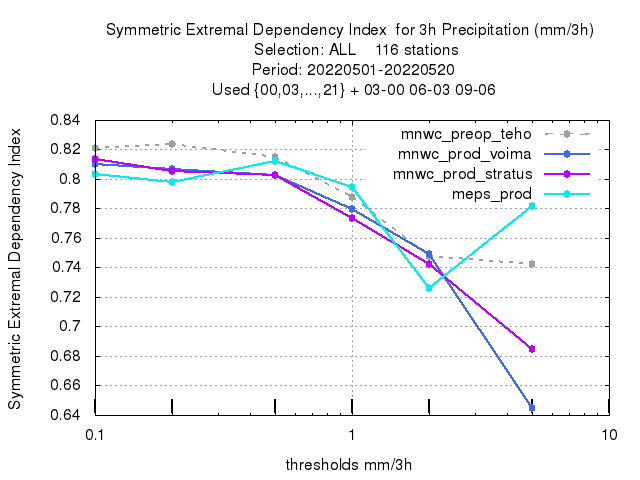 Symmetric Extremal Dependency Index  for 3h Precipitation (mm/3h)
Selection: ALL    116 stations
Period: 20220501-20220520
Used {00,03,...,21} + 03-00 06-03 09-06
Symmetric Extremal Dependency Index
0.84
0.82
0.8
0.78
0.76
0.74
0.72
0.7
0.68
0.66
0.64
mnwc_preop_teho
mnwc_prod_voima
mnwc_prod_stratus
meps_prod
0.1
1
10
thresholds mm/3h